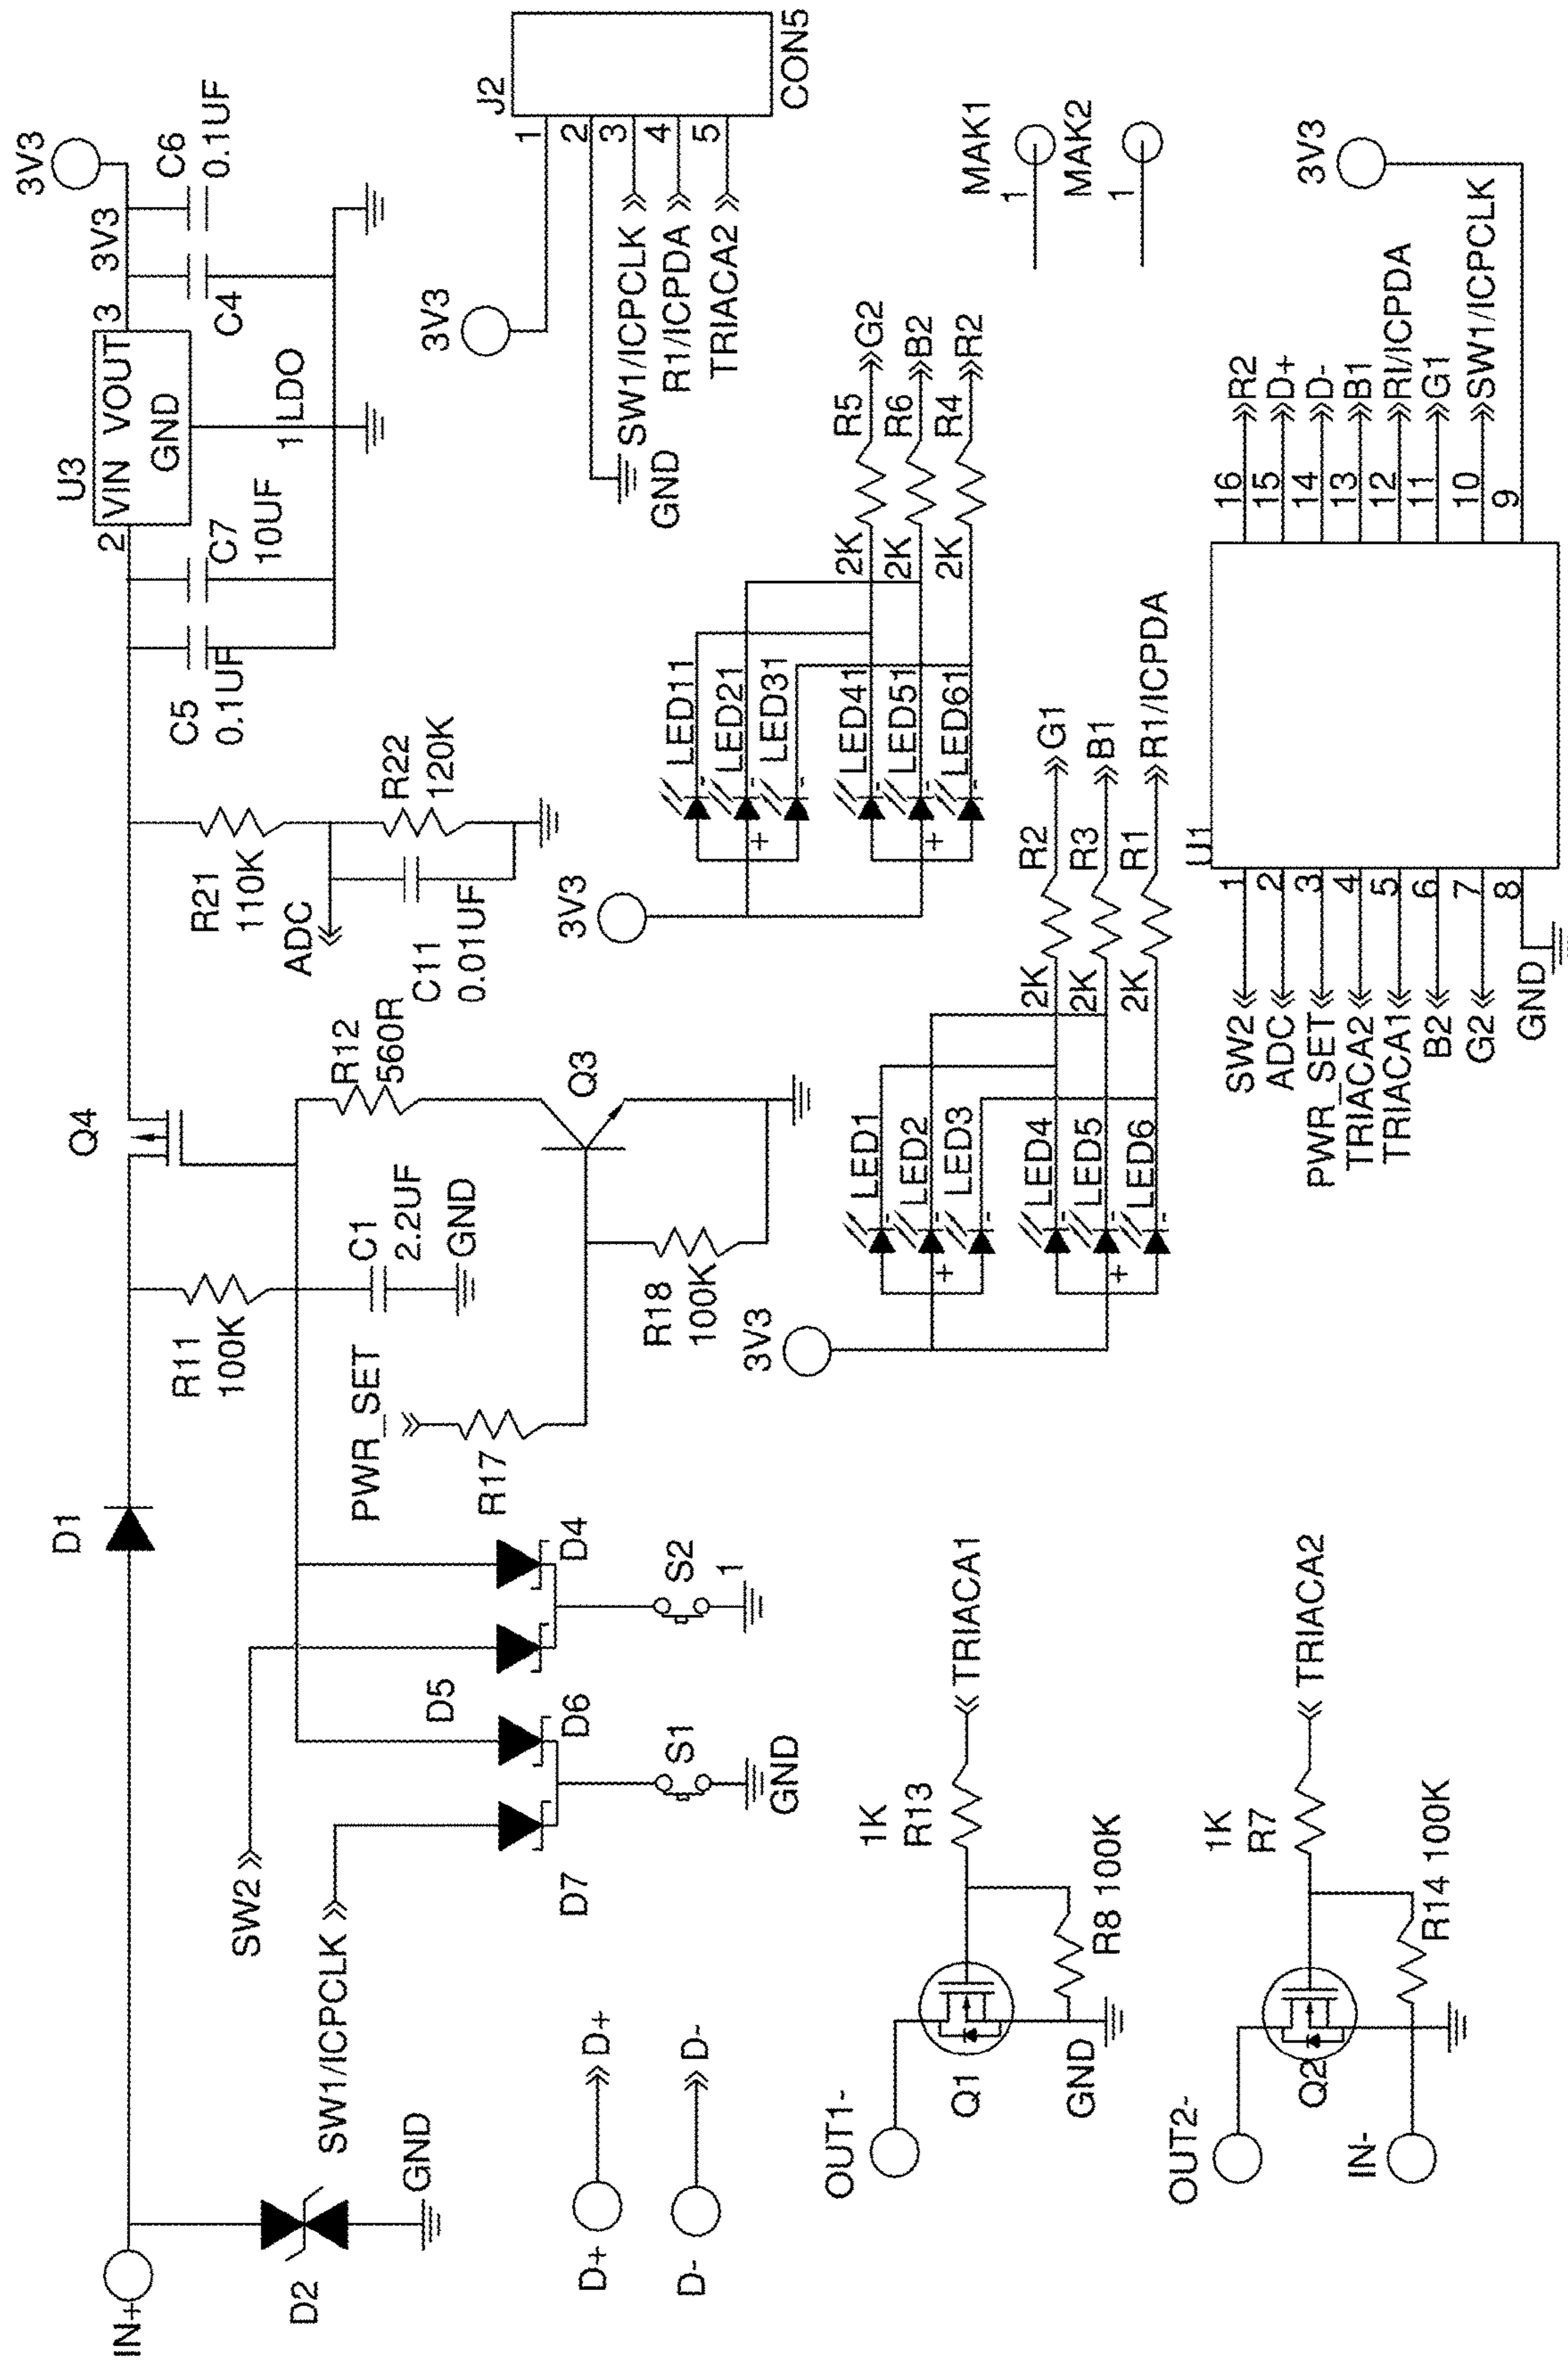 IN+
D2
GND
D1
SW2
SW1/ICPCLK
D7
D6
D5
D4
S1
GND
S2
1
R11
100K
C1
2.2UF
GND
PWR_SET
R17
R18
100K
Q4
R12
560R
Q3
R21
110K
ADC
C11
0.01UF
R22
120K
C5
0.1UF
C7
10UF
U3
2
VIN VOUT
GND
3
1
LDO
3V3
C4
C6
0.1UF
3V3
J2
1
2
3
4
5
CON5
3V3
GND
SW1/ICPCLK
R1/ICPDA
TRIACA2
MAK1
1
MAK2
1
D+
D+
D-
D-
3V3
LED11
LED21
LED31
LED41
LED51
LED61
-
-
-
+
+
2K
R5
G2
2K
R6
B2
2K
R4
R2
3V3
LED1
LED2
LED3
LED4
LED5
LED6
-
-
-
-
+
+
2K
R2
G1
2K
R3
B1
2K
R1
R1/ICPDA
OUT1-
Q1
GND
1K
R13
TRIACA1
R8 100K
OUT2-
Q2
IN-
1K
R7
TRIACA2
R14 100K
U1
SW2
1
ADC
2
PWR_SET
3
TRIACA2
4
TRIACA1
5
B2
6
G2
7
GND
8
16
R2
15
D+
14
D-
13
B1
12
RI/ICPDA
11
G1
10
SW1/ICPCLK
9
3V3